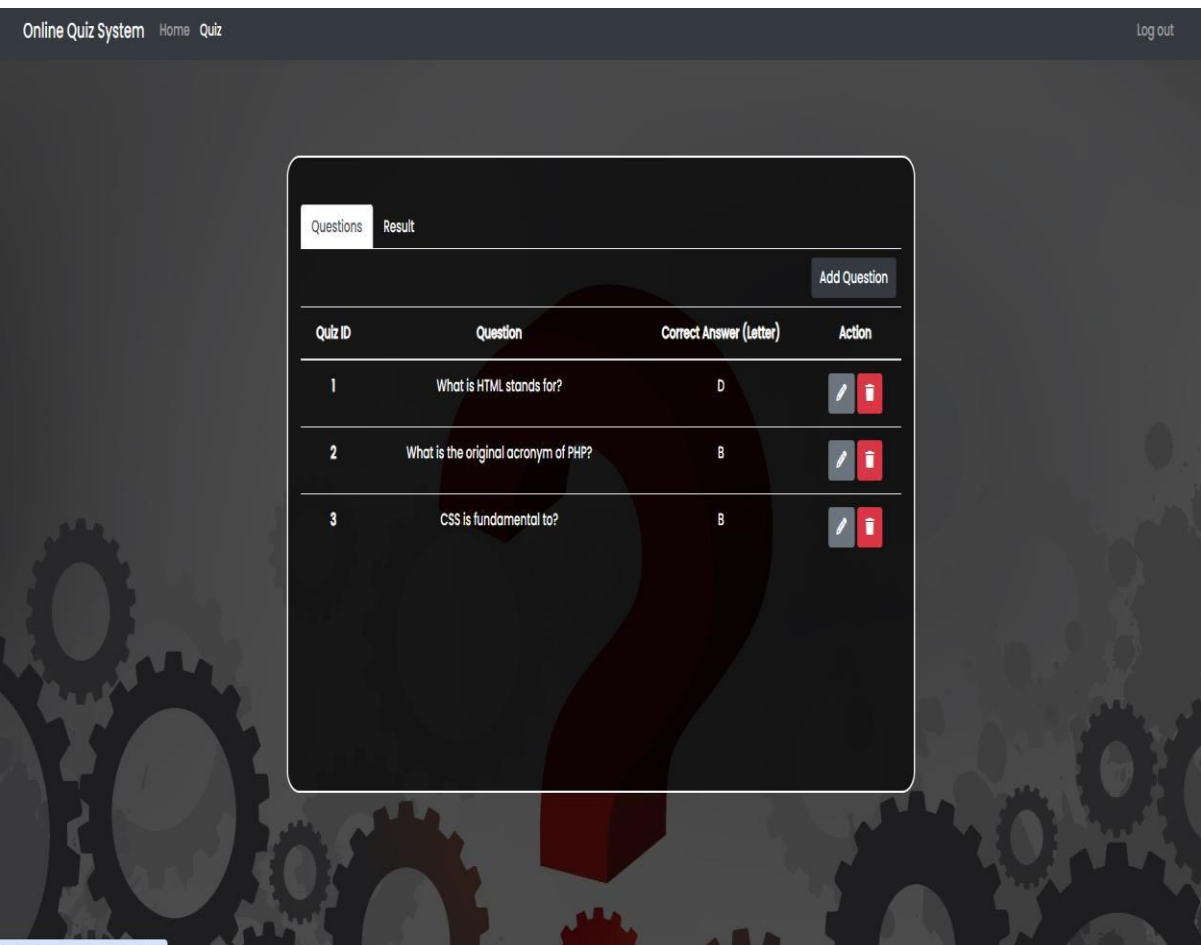 Online Quiz System Home Quiz Log out
Questions Result
Add Question
Quiz ID Question Correct Answer (Letter) Action
1 What is HTML stands for? D
2 What is the original acronym of PHP? B
3 CSS is fundamental to? B